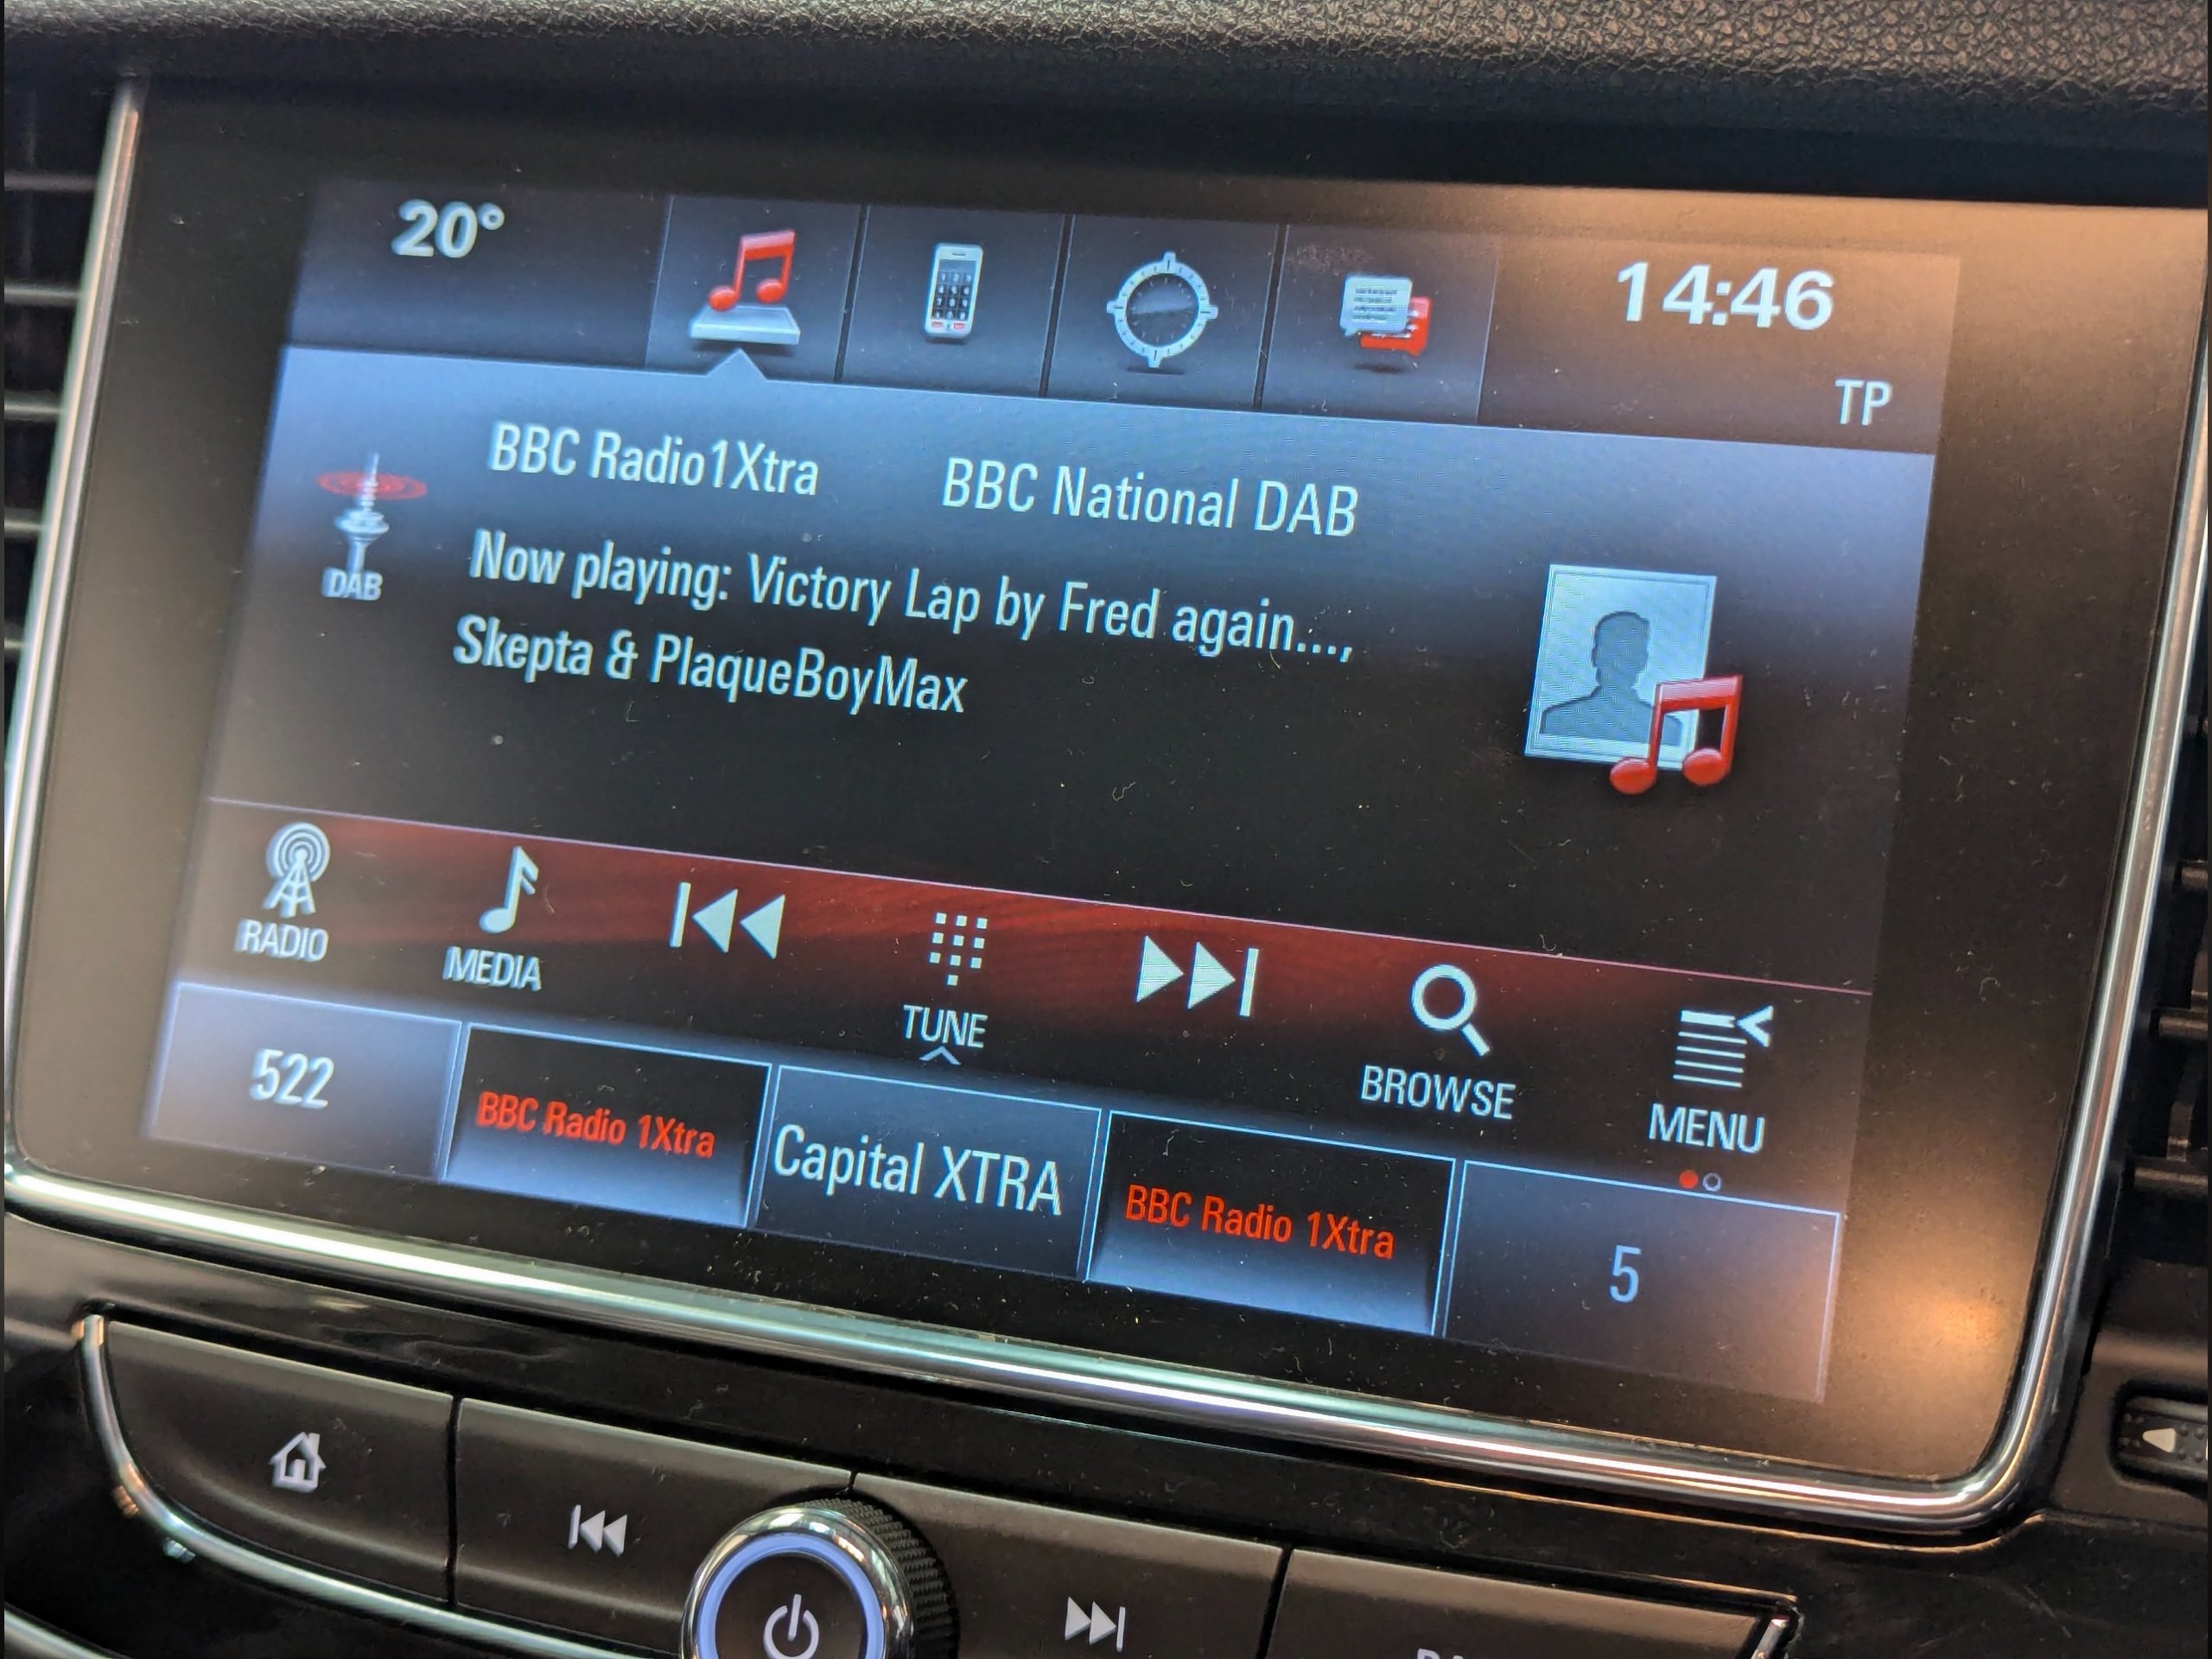 20°
14:46
TP
BBC Radio1Xtra
BBC National DAB
DAB
Now playing: Victory Lap by Fred again...,
Skepta & PlaqueBoyMax
RADIO
MEDIA
TUNE
BROWSE
MENU
522
BBC Radio 1Xtra
Capital XTRA
BBC Radio 1Xtra
5